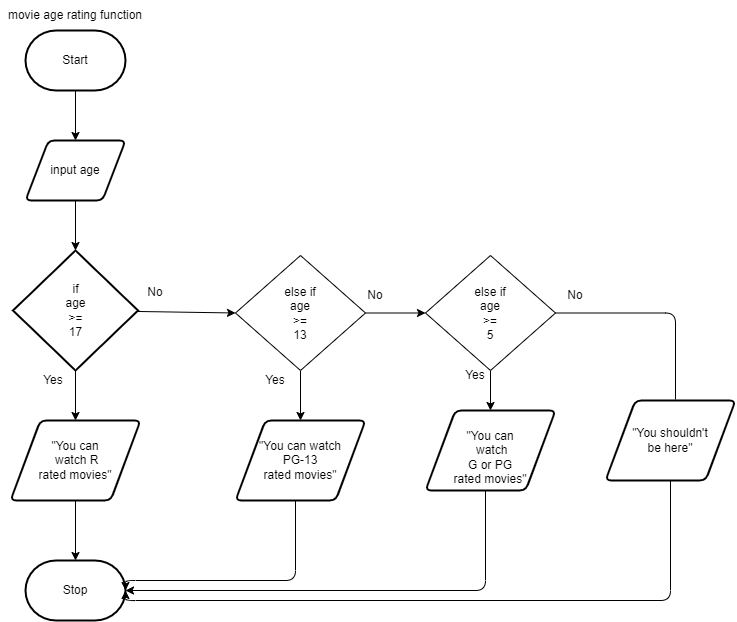 movie age rating function
Start
input age
if
age
>=
17
No
else if
age
>=
13
No
else if
age
>=
5
No
Yes
Yes
Yes
"You can
watch R
rated movies"
"You can watch
PG-13
rated movies"
"You can
watch
G or PG
rated movies"
"You shouldn't
be here"
Stop